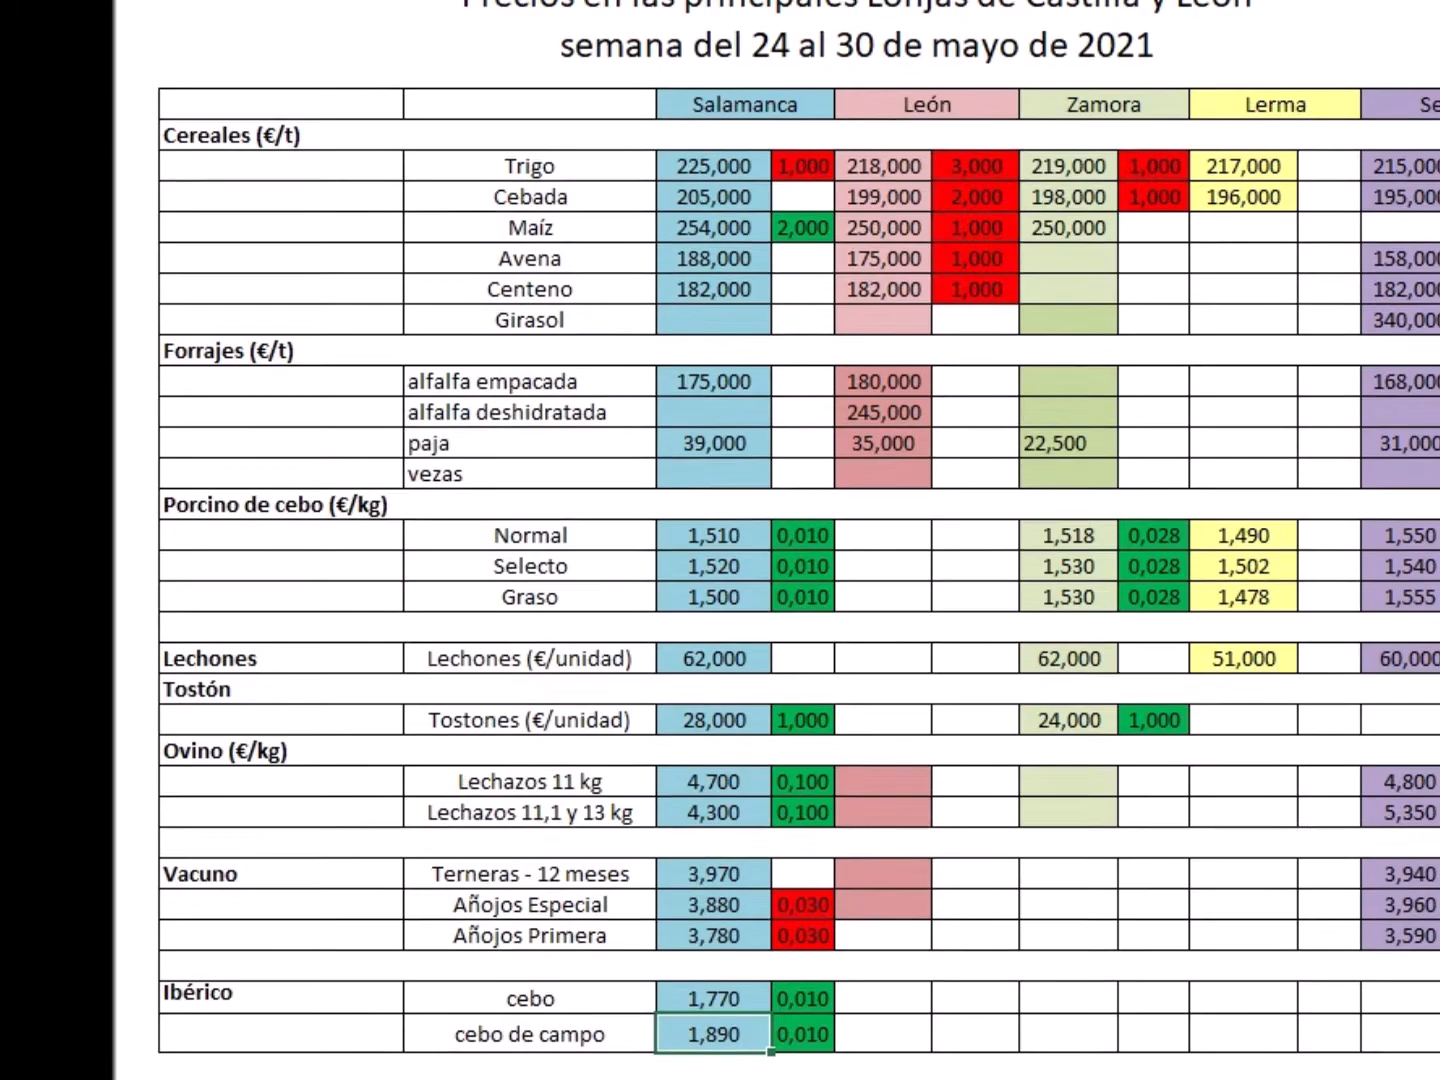 Precios en las principales Lonjas de Castilla y León
semana del 24 al 30 de mayo de 2021
Salamanca León Zamora Lerma Se
Cereales (€/t)
Trigo 225,000 1,000 218,000 3,000 219,000 1,000 217,000 215,000
Cebada 205,000 199,000 2,000 198,000 1,000 196,000 195,000
Maíz 254,000 2,000 250,000 1,000 250,000
Avena 188,000 175,000 1,000 158,000
Centeno 182,000 182,000 1,000 182,000
Girasol 340,000
Forrajes (€/t)
alfalfa empacada 175,000 180,000 168,000
alfalfa deshidratada 245,000
paja 39,000 35,000 22,500 31,000
vezas
Porcino de cebo (€/kg)
Normal 1,510 0,010 1,518 0,028 1,490 1,550
Selecto 1,520 0,010 1,530 0,028 1,502 1,540
Graso 1,500 0,010 1,530 0,028 1,478 1,555
Lechones Lechones (€/unidad) 62,000 62,000 51,000 60,000
Tostón
Tostones (€/unidad) 28,000 1,000 24,000 1,000
Ovino (€/kg)
Lechazos 11 kg 4,700 0,100 4,800
Lechazos 11,1 y 13 kg 4,300 0,100 5,350
Vacuno Terneras - 12 meses 3,970 3,940
Añojos Especial 3,880 0,030 3,960
Añojos Primera 3,780 0,030 3,590
Ibérico cebo 1,770 0,010
cebo de campo 1,890 0,010